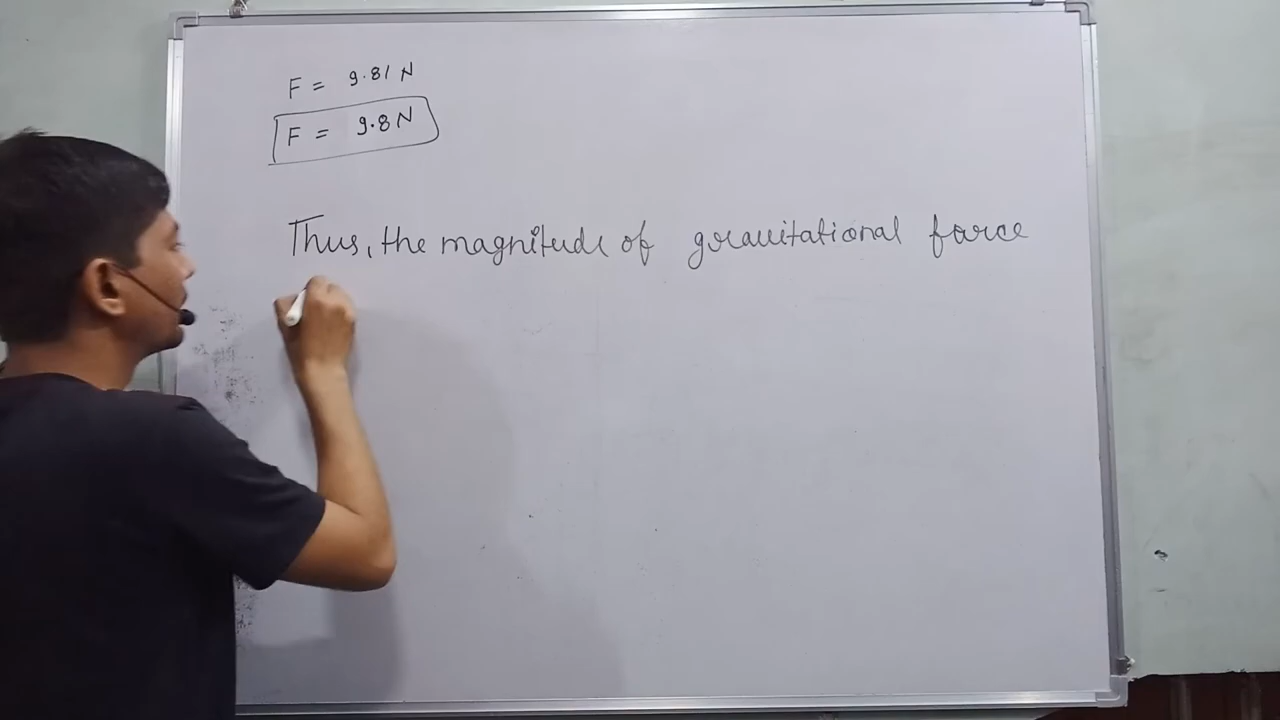 F = 9.81 N
F = 9.8 N
Thus, the magnitude of gravitational force